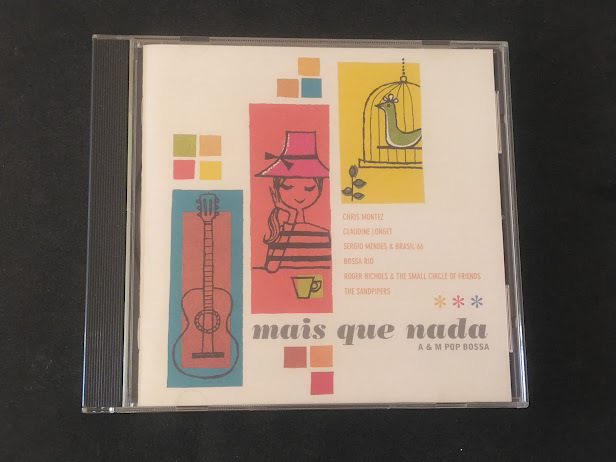 CHRIS MONTEZ
CLAUDINE LONGET
SERGIO MENDES & BRASIL 66
BOSSA RIO
ROGER NICHOLS & THE SMALL CIRCLE OF FRIENDS
THE SANDPIPERS
mais que nada
A & M POP BOSSA